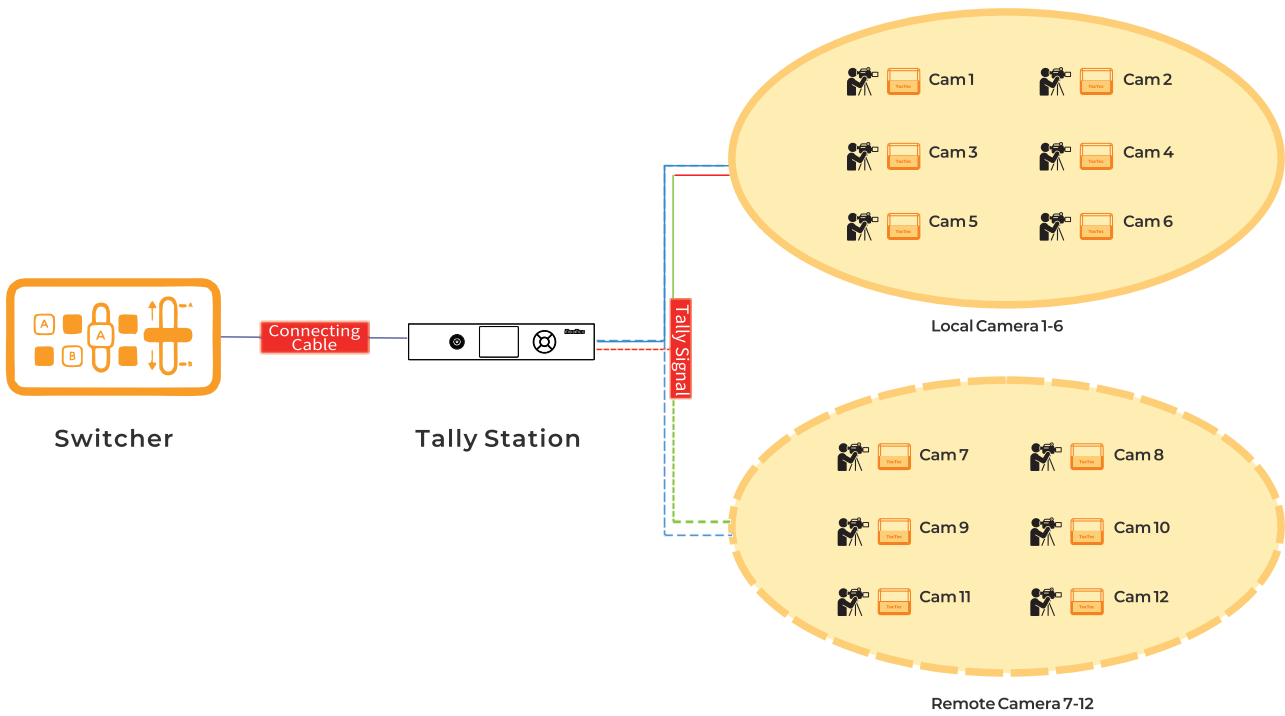 Cam 1
Cam 2
Cam 3
Cam 4
Cam 5
Cam 6
Local Camera 1-6
A
A
A
B
B
Connecting
Cable
Tally Signal
Switcher
Tally Station
Cam 7
Cam 8
Cam 9
Cam 10
Cam 11
Cam 12
Remote Camera 7-12